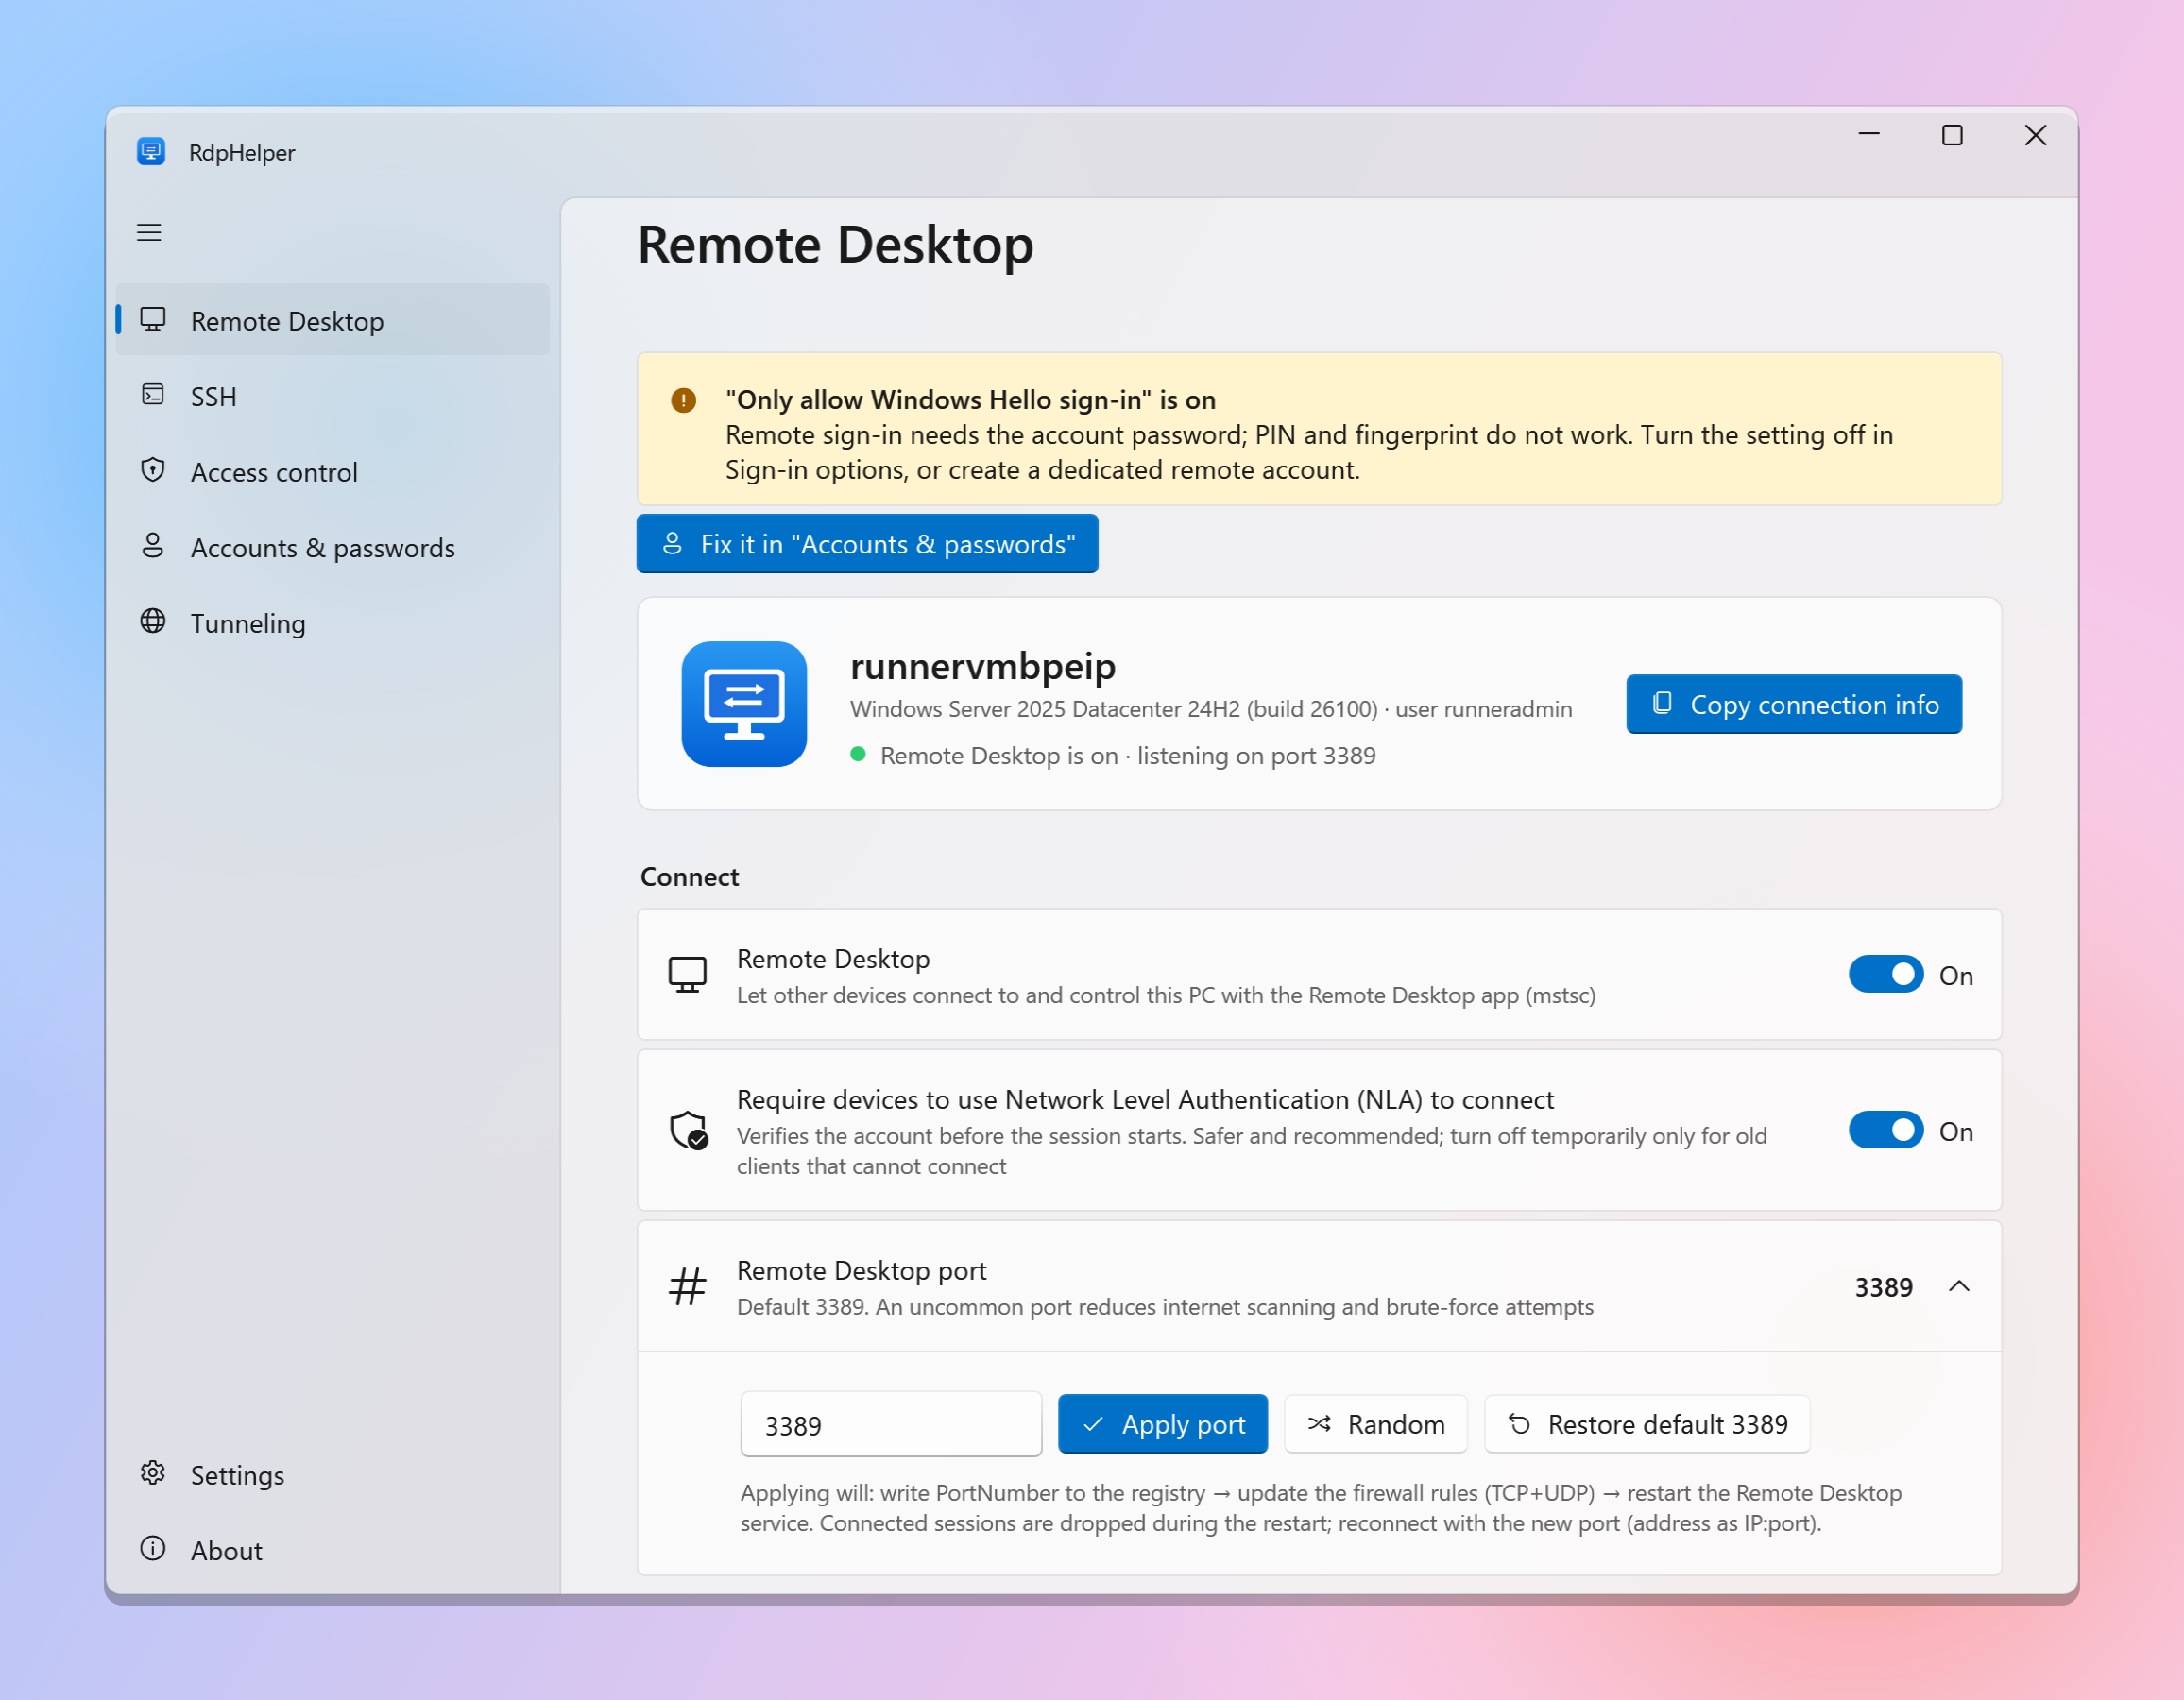 RdpHelper
Remote Desktop
SSH
Access control
Accounts & passwords
Tunneling
Settings
About
Remote Desktop
"Only allow Windows Hello sign-in" is on
Remote sign-in needs the account password; PIN and fingerprint do not work. Turn the setting off in
Sign-in options, or create a dedicated remote account.
Fix it in "Accounts & passwords"
runnervmbpeip
Windows Server 2025 Datacenter 24H2 (build 26100) · user runneradmin
Remote Desktop is on · listening on port 3389
Copy connection info
Connect
Remote Desktop
Let other devices connect to and control this PC with the Remote Desktop app (mstsc)
On
Require devices to use Network Level Authentication (NLA) to connect
Verifies the account before the session starts. Safer and recommended; turn off temporarily only for old
clients that cannot connect
On
Remote Desktop port
Default 3389. An uncommon port reduces internet scanning and brute-force attempts
3389
3389
Apply port
Random
Restore default 3389
Applying will: write PortNumber to the registry → update the firewall rules (TCP+UDP) → restart the Remote Desktop
service. Connected sessions are dropped during the restart; reconnect with the new port (address as IP:port).